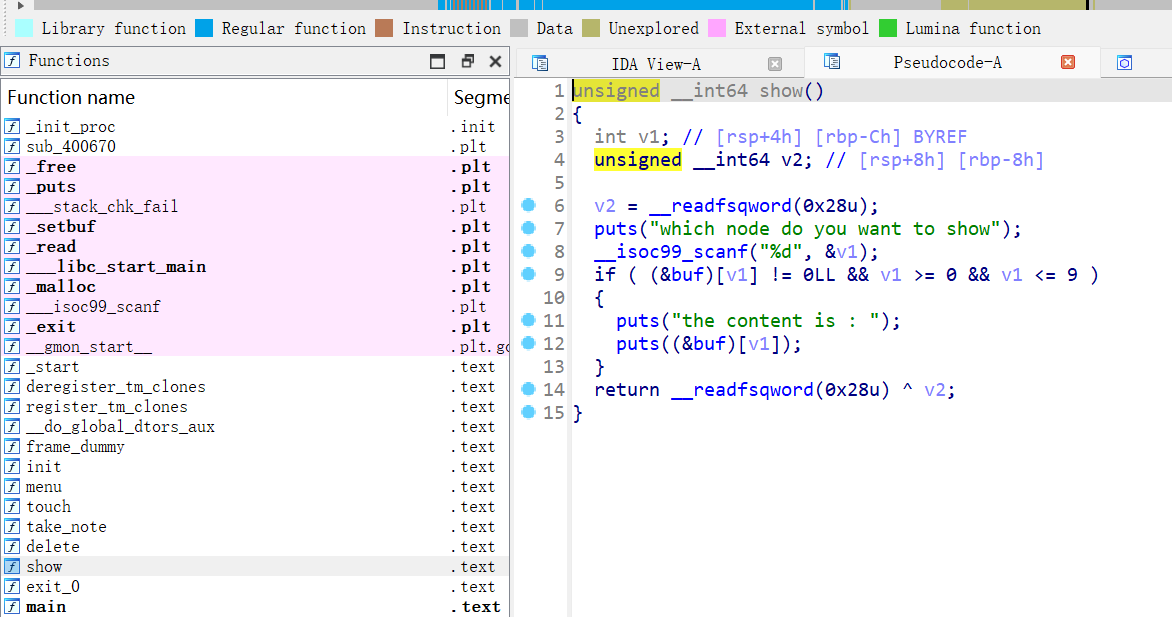 Library function Regular function Instruction Data Unexplored External symbol Lumina function
Functions
IDA View-A Pseudocode-A
Function name Segme
_init_proc .init
sub_400670 .plt
_free .plt
_puts .plt
___stack_chk_fail .plt
_setbuf .plt
_read .plt
___libc_start_main .plt
_malloc .plt
___isoc99_scanf .plt
_exit .plt
__gmon_start__ .plt.go
_start .text
deregister_tm_clones .text
register_tm_clones .text
__do_global_dtors_aux .text
frame_dummy .text
init .text
menu .text
touch .text
take_note .text
delete .text
show .text
exit_0 .text
main .text
1 unsigned __int64 show()
2 {
3 int v1; // [rsp+4h] [rbp-Ch] BYREF
4 unsigned __int64 v2; // [rsp+8h] [rbp-8h]
5
6 v2 = __readfsqword(0x28u);
7 puts("which node do you want to show");
8 __isoc99_scanf("%d", &v1);
9 if ( (&buf)[v1] != 0LL && v1 >= 0 && v1 <= 9 )
10 {
11 puts("the content is : ");
12 puts((&buf)[v1]);
13 }
14 return __readfsqword(0x28u) ^ v2;
15 }